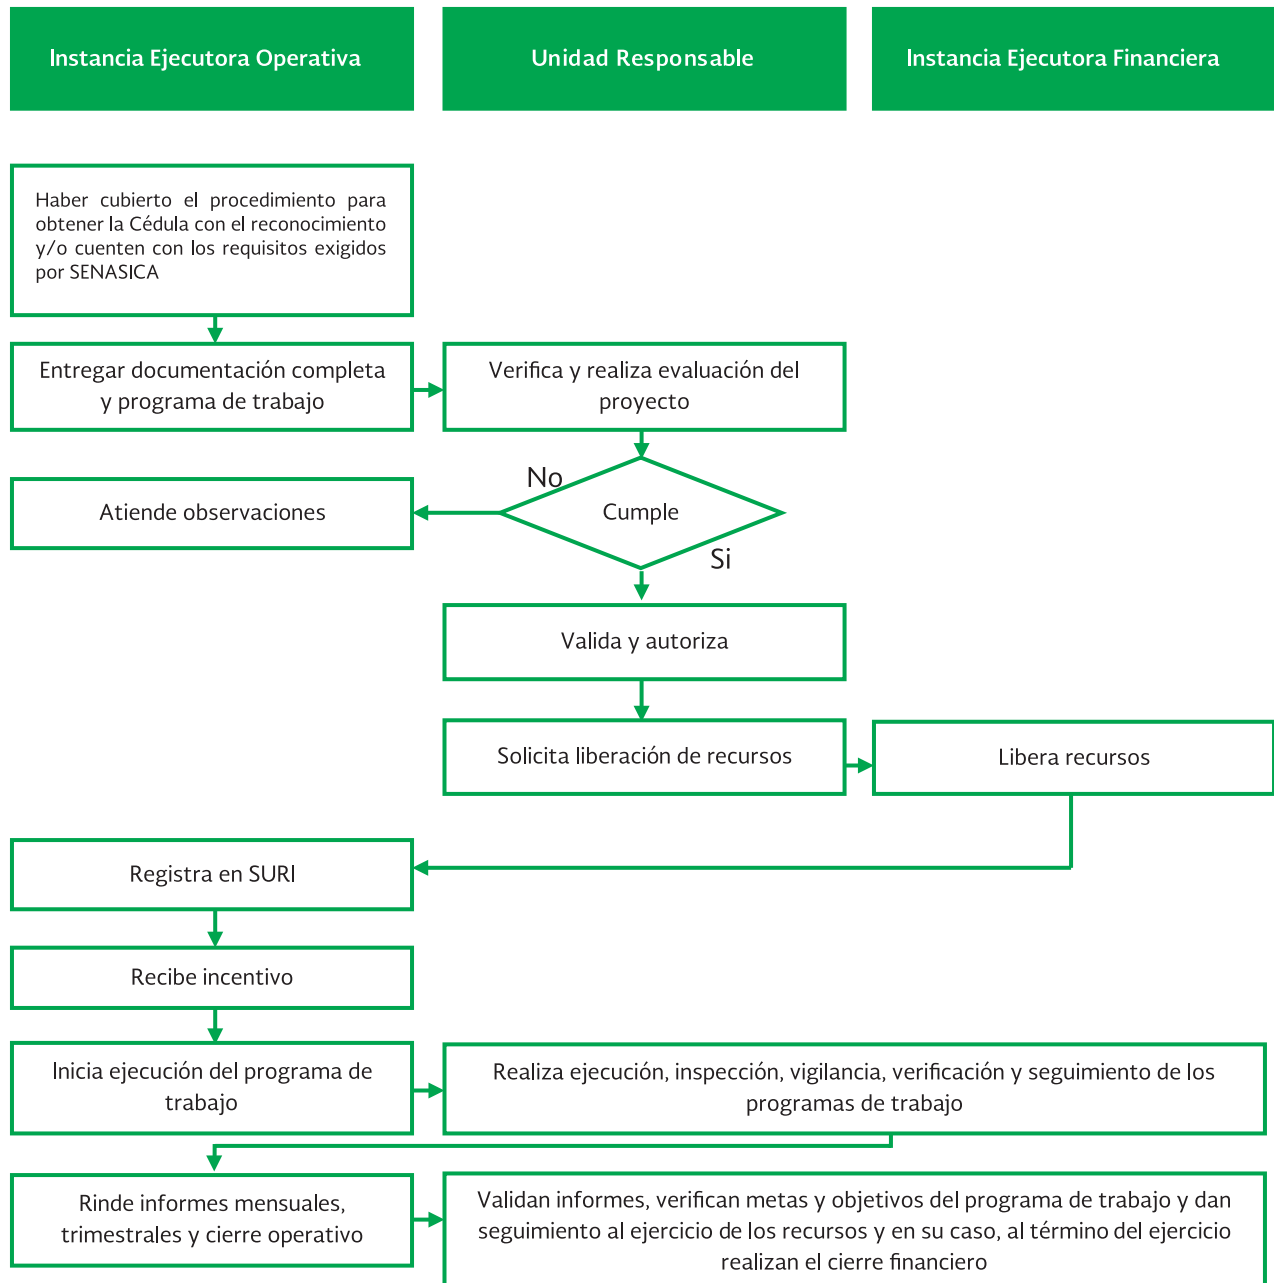 Instancia Ejecutora Operativa
Unidad Responsable
Instancia Ejecutora Financiera
Haber cubierto el procedimiento para
obtener la Cédula con el reconocimiento
y/o cuenten con los requisitos exigidos
por SENASICA
Entregar documentación completa
y programa de trabajo
Verifica y realiza evaluación del
proyecto
No
Atiende observaciones
Cumple
Si
Valida y autoriza
Solicita liberación de recursos
Libera recursos
Registra en SURI
Recibe incentivo
Inicia ejecución del programa de
trabajo
Realiza ejecución, inspección, vigilancia, verificación y seguimiento de los
programas de trabajo
Rinde informes mensuales,
trimestrales y cierre operativo
Validan informes, verifican metas y objetivos del programa de trabajo y dan
seguimiento al ejercicio de los recursos y en su caso, al término del ejercicio
realizan el cierre financiero